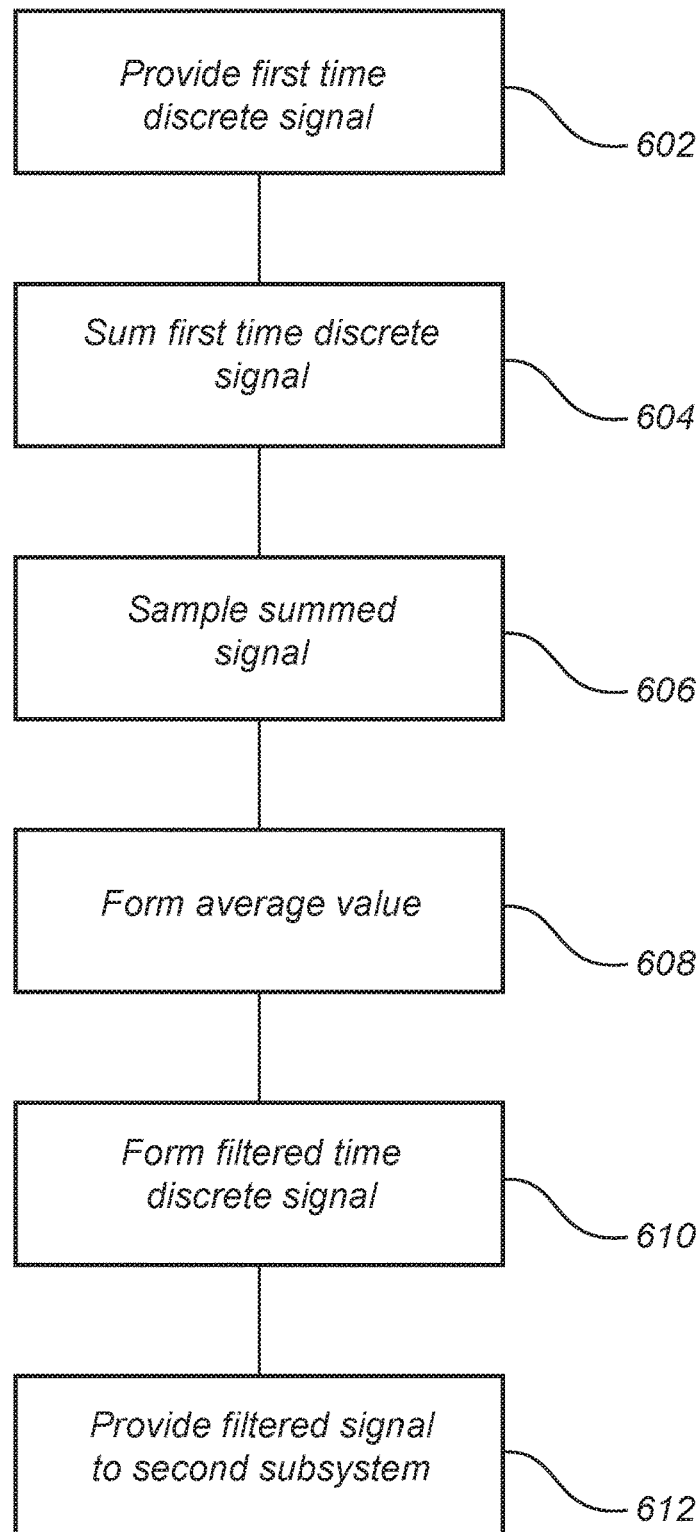 Provide first time
discrete signal
602
Sum first time discrete
signal
604
Sample summed
signal
606
Form average value
608
Form filtered time
discrete signal
610
Provide filtered signal
to second subsystem
612